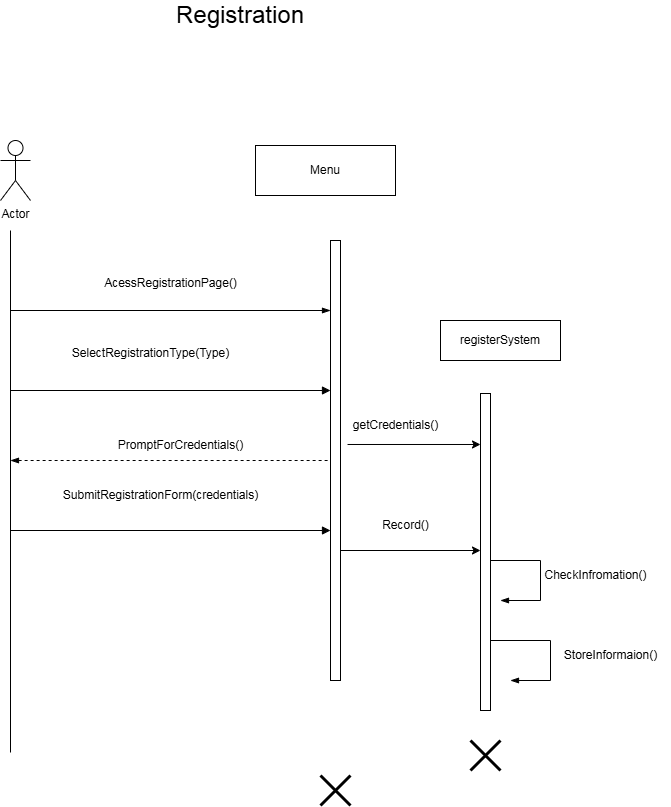 Registration
Actor
Menu
AcessRegistrationPage()
registerSystem
SelectRegistrationType(Type)
getCredentials()
PromptForCredentials()
SubmitRegistrationForm(credentials)
Record()
CheckInfromation()
StoreInformaion()